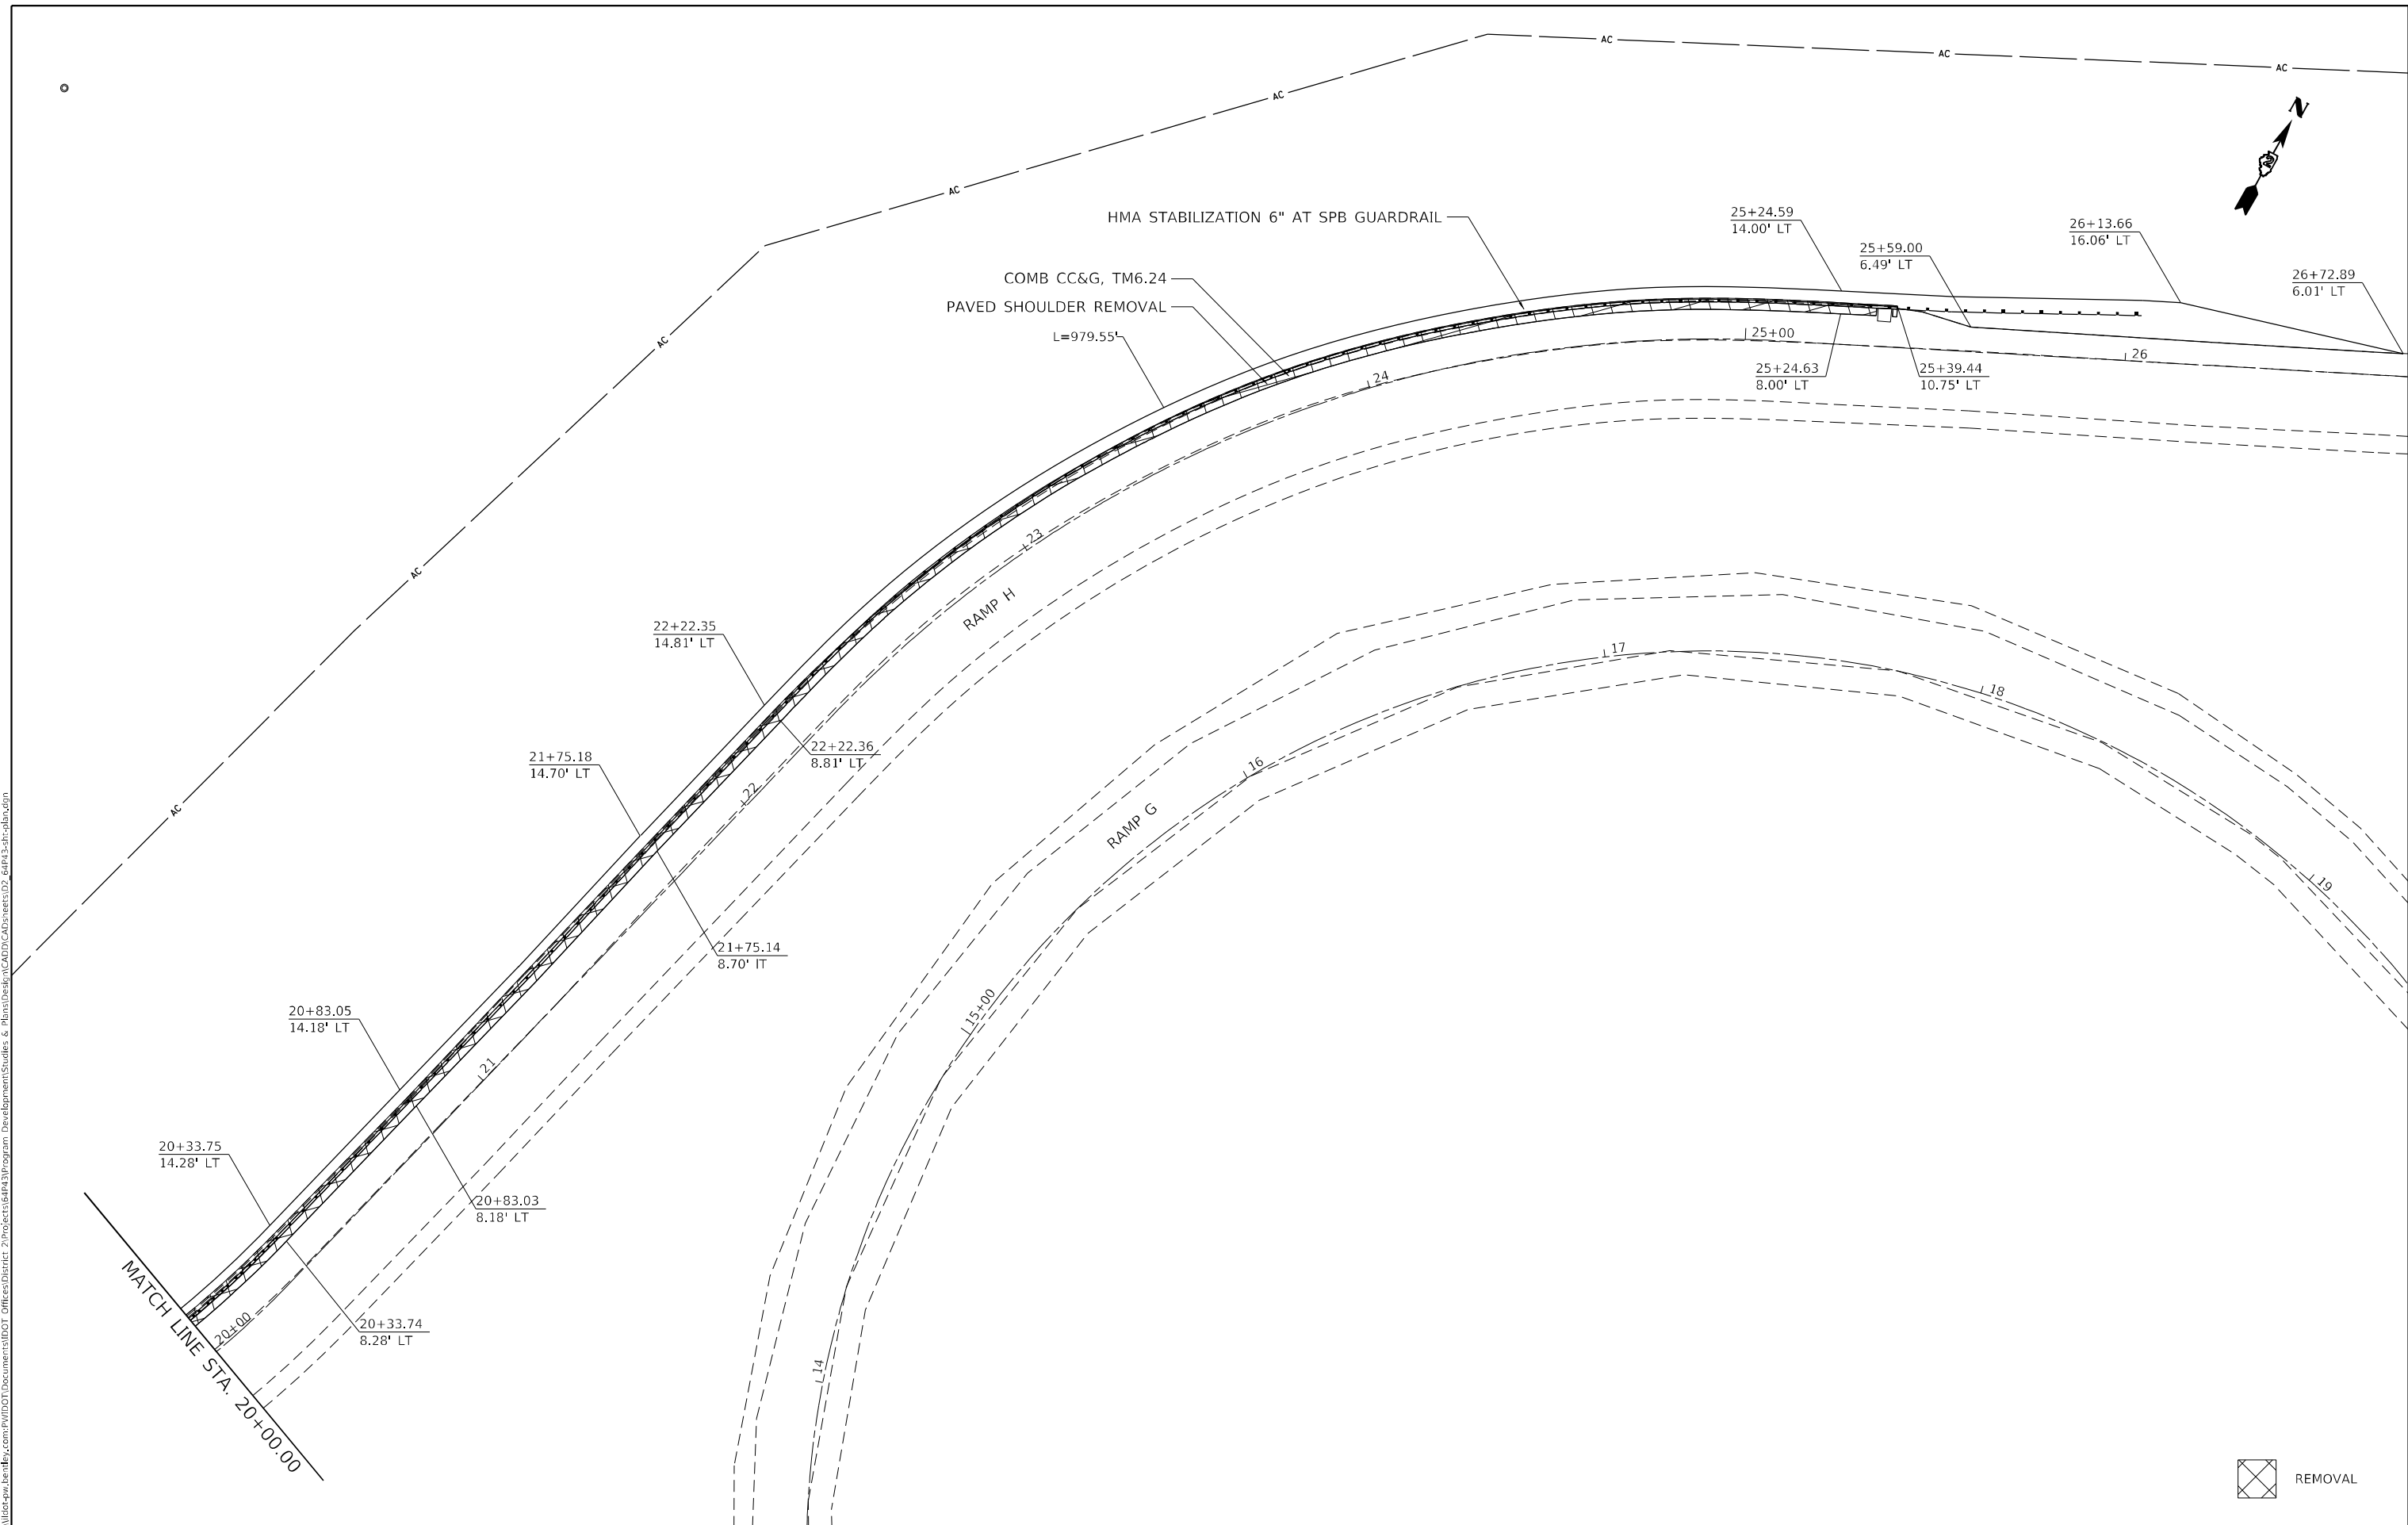 AC
AC
AC
AC
AC
AC
AC
AC
AC
N
HMA STABILIZATION 6" AT SPB GUARDRAIL
COMB CC&G, TM6.24
PAVED SHOULDER REMOVAL
L=979.55'
25+24.59
14.00' LT
25+59.00
6.49' LT
26+13.66
16.06' LT
26+72.89
6.01' LT
25+00
26
25+24.63
8.00' LT
25+39.44
10.75' LT
24
23
RAMP H
22+22.35
14.81' LT
22+22.36
8.81' LT
22
21+75.18
14.70' LT
21+75.14
8.70' lT
17
18
16
RAMP G
19
15+00
14
20+83.05
14.18' LT
21
20+83.03
8.18' LT
20+33.75
14.28' LT
20+33.74
8.28' LT
20+00
MATCH LINE STA. 20+00.00
REMOVAL